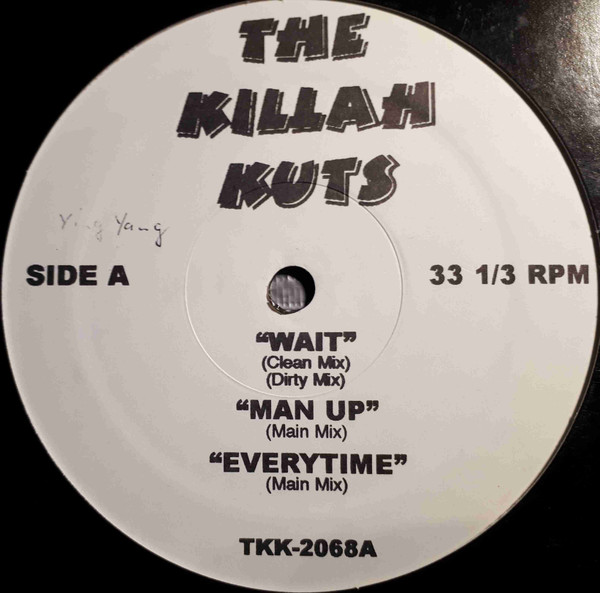 THE
KILLAH
KUTS
Ying Yang
SIDE A
33 1/3 RPM
“WAIT”
(Clean Mix)
(Dirty Mix)
“MAN UP”
(Main Mix)
“EVERYTIME”
(Main Mix)
TKK-2068A